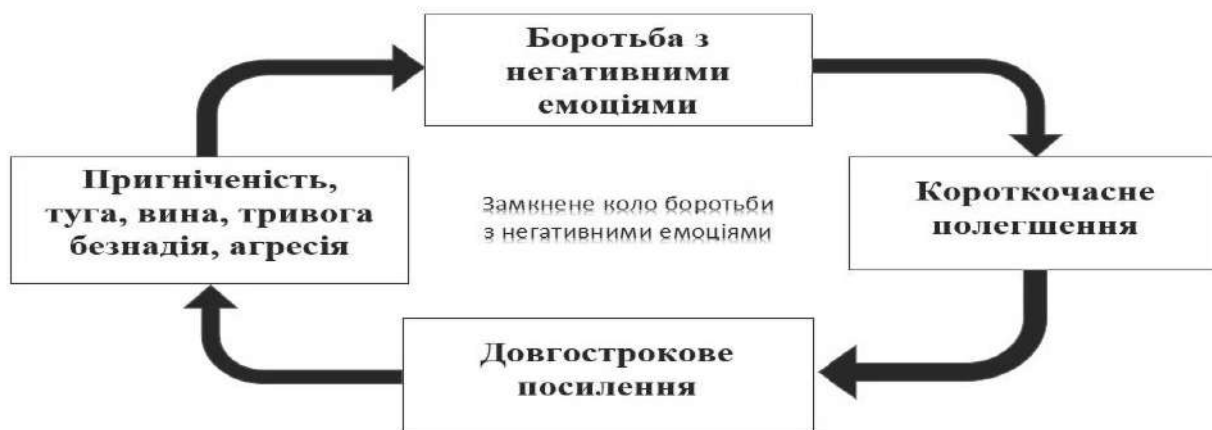 Боротьба з
негативними
емоціями
Пригніченість,
туга, вина, тривога
безнадія, агресія
Замкнене коло боротьби
з негативними емоціями
Короткочасне
полегшення
Довгострокове
посилення